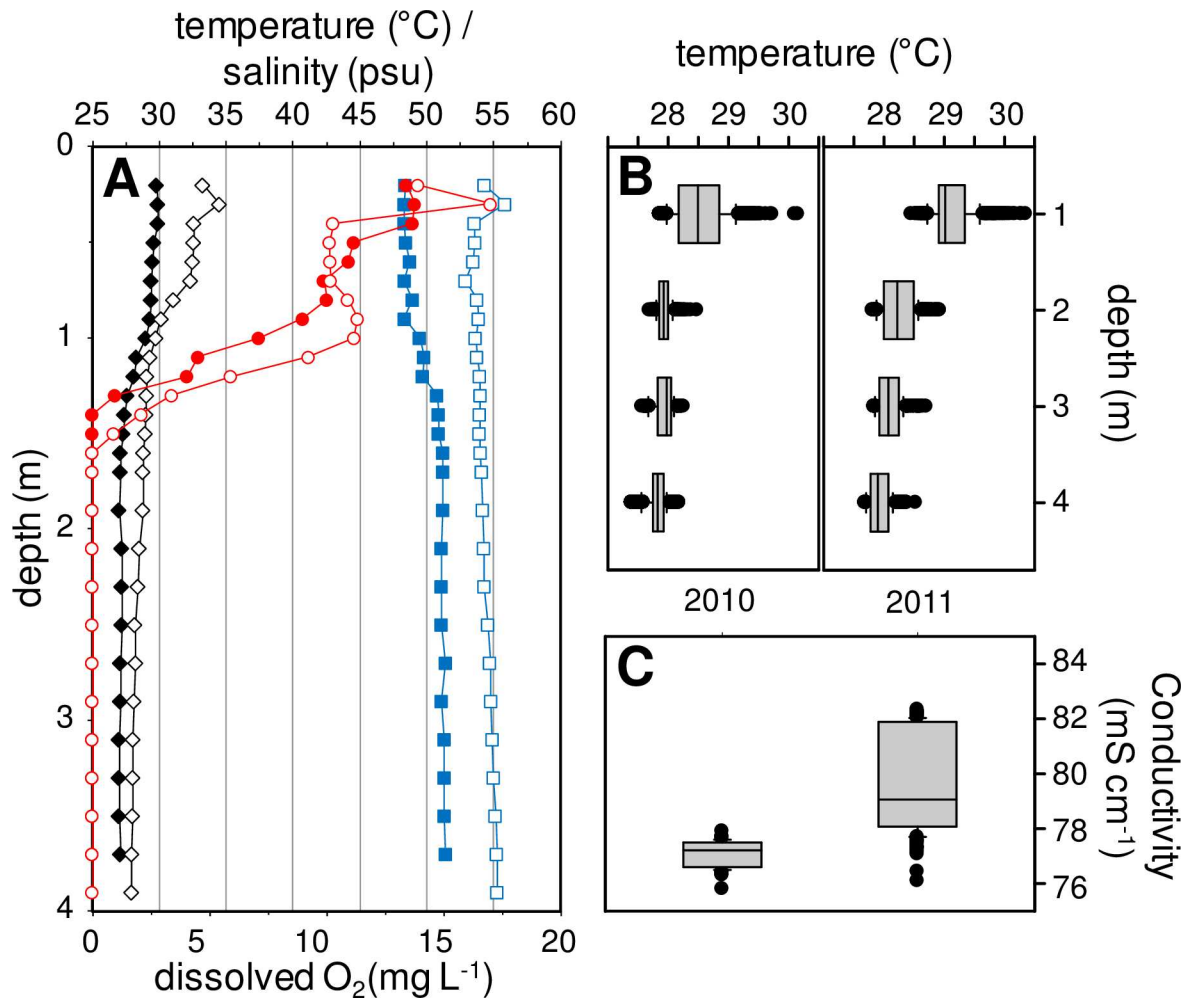 temperature (°C) /
salinity (psu)
25 30 35 40 45 50 55 60
0
1
2
3
4
depth (m)
A
0 5 10 15 20
dissolved O2(mg L-1)
temperature (°C)
28 29 30 28 29 30
B
1
2
3
4
depth (m)
2010 2011
C
84
82
80
78
76
Conductivity
(mS cm-1)